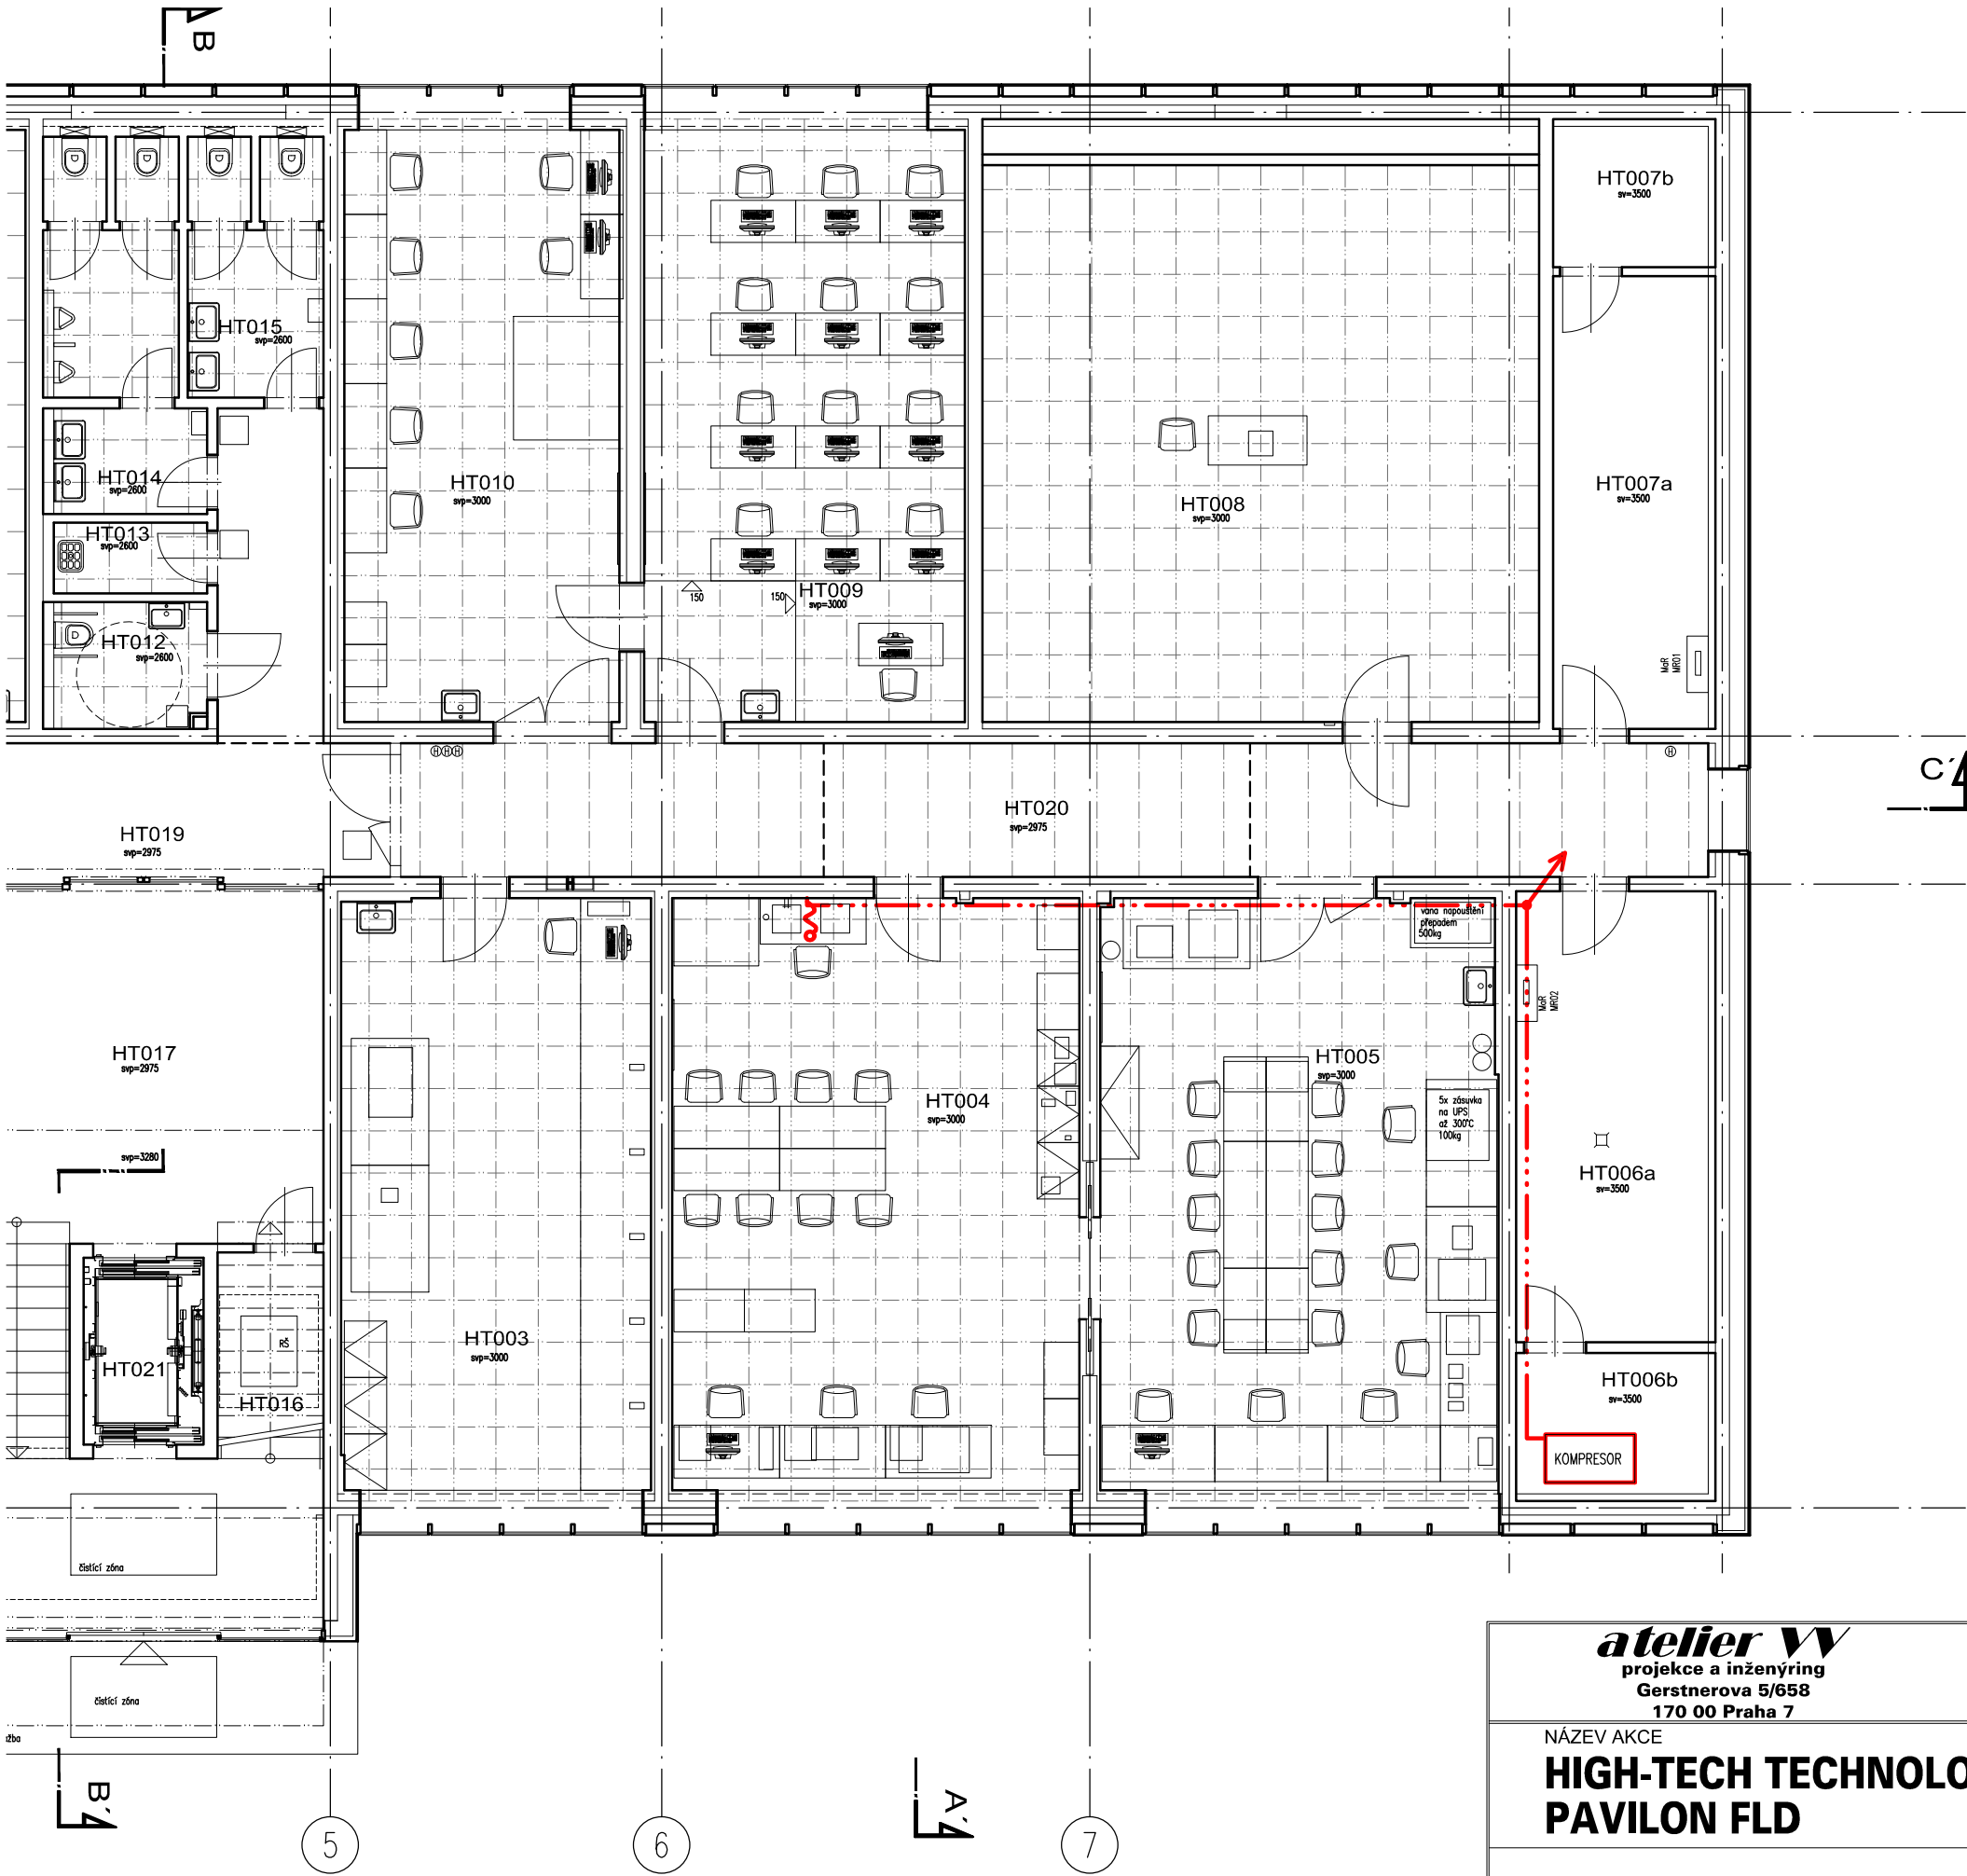 B
HT007b
sv=3500
HT015
svp=2600
HT014
svp=2600
HT010
svp=3000
HT008
svp=3000
HT007a
sv=3500
HT013
svp=2600
150
150
HT009
svp=3000
HT012
svp=2600
MaR
MR01
H
H
H
H
C´
HT020
svp=2975
HT019
svp=2975
vana napouštění
přepadem
500kg
MaR
MR02
HT017
svp=2975
HT005
svp=3000
HT004
svp=3000
5x zásuvka
na UPS
až 300°C
100kg
svp=3280
HT006a
sv=3500
HT003
svp=3000
RŠ
HT021
HT016
HT006b
sv=3500
KOMPRESOR
čistící zóna
čistící zóna
B´
A´
5
6
7
atelier VV
projekce a inženýring
Gerstnerova 5/658
170 00 Praha 7
NÁZEV AKCE
HIGH-TECH TECHNOLO
PAVILON FLD